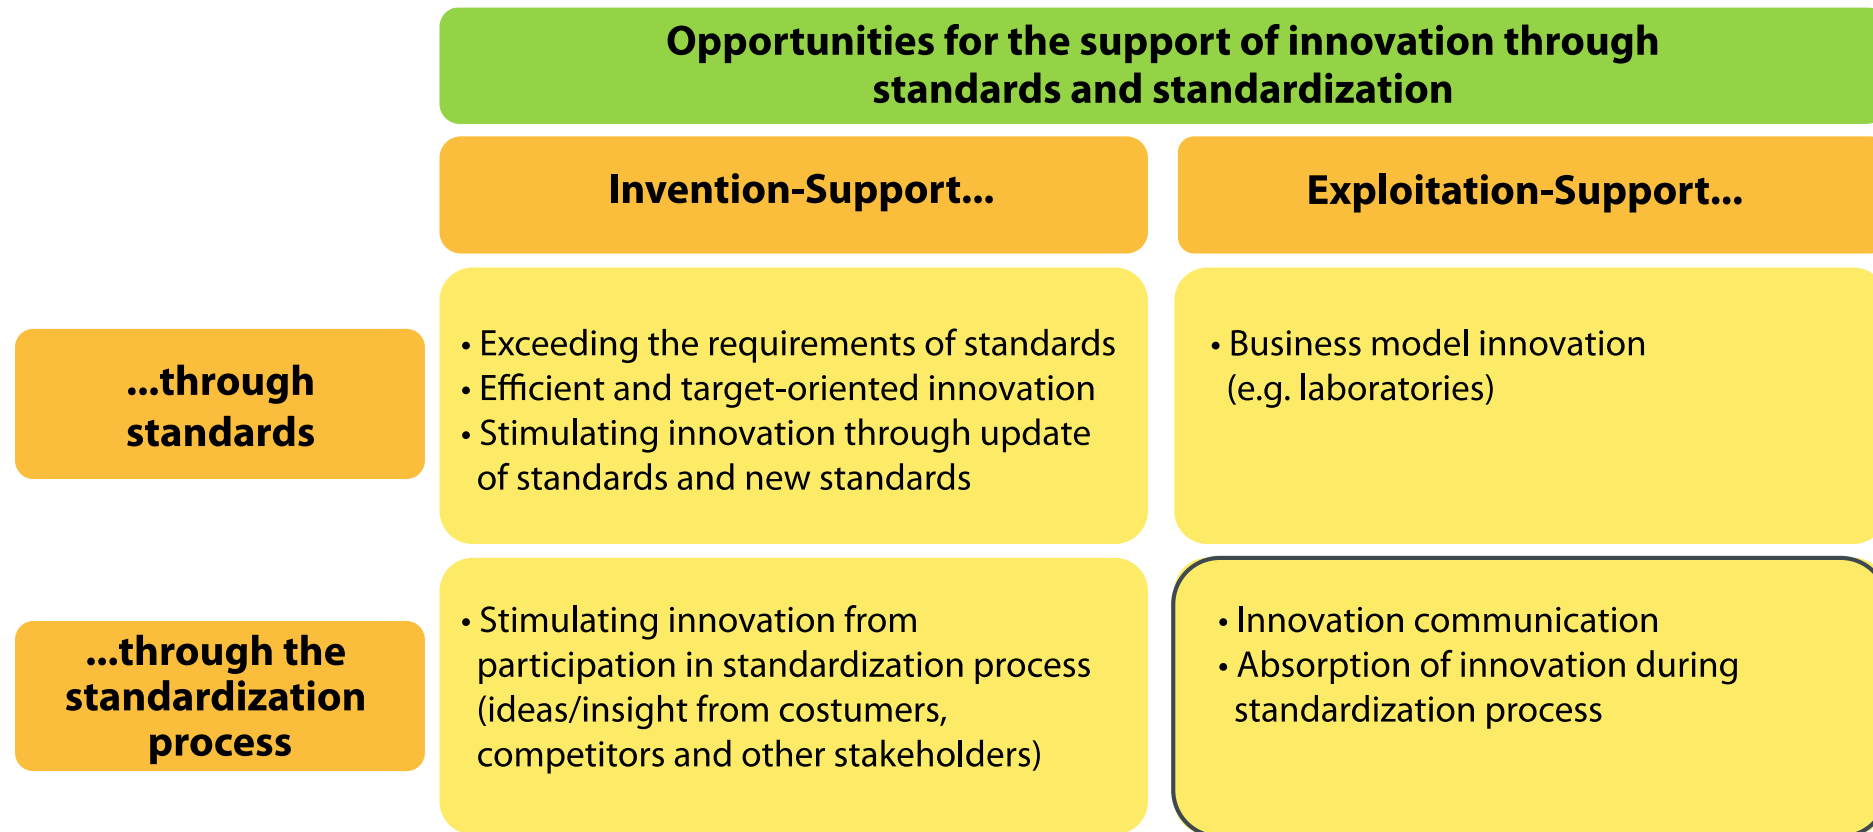 Opportunities for the support of innovation through
standards and standardization
Invention-Support...
Exploitation-Support...
...through
standards
• Exceeding the requirements of standards
• Efficient and target-oriented innovation
• Stimulating innovation through update
of standards and new standards
• Business model innovation
(e.g. laboratories)
...through the
standardization
process
• Stimulating innovation from
participation in standardization process
(ideas/insight from costumers,
competitors and other stakeholders)
• Innovation communication
• Absorption of innovation during
standardization process